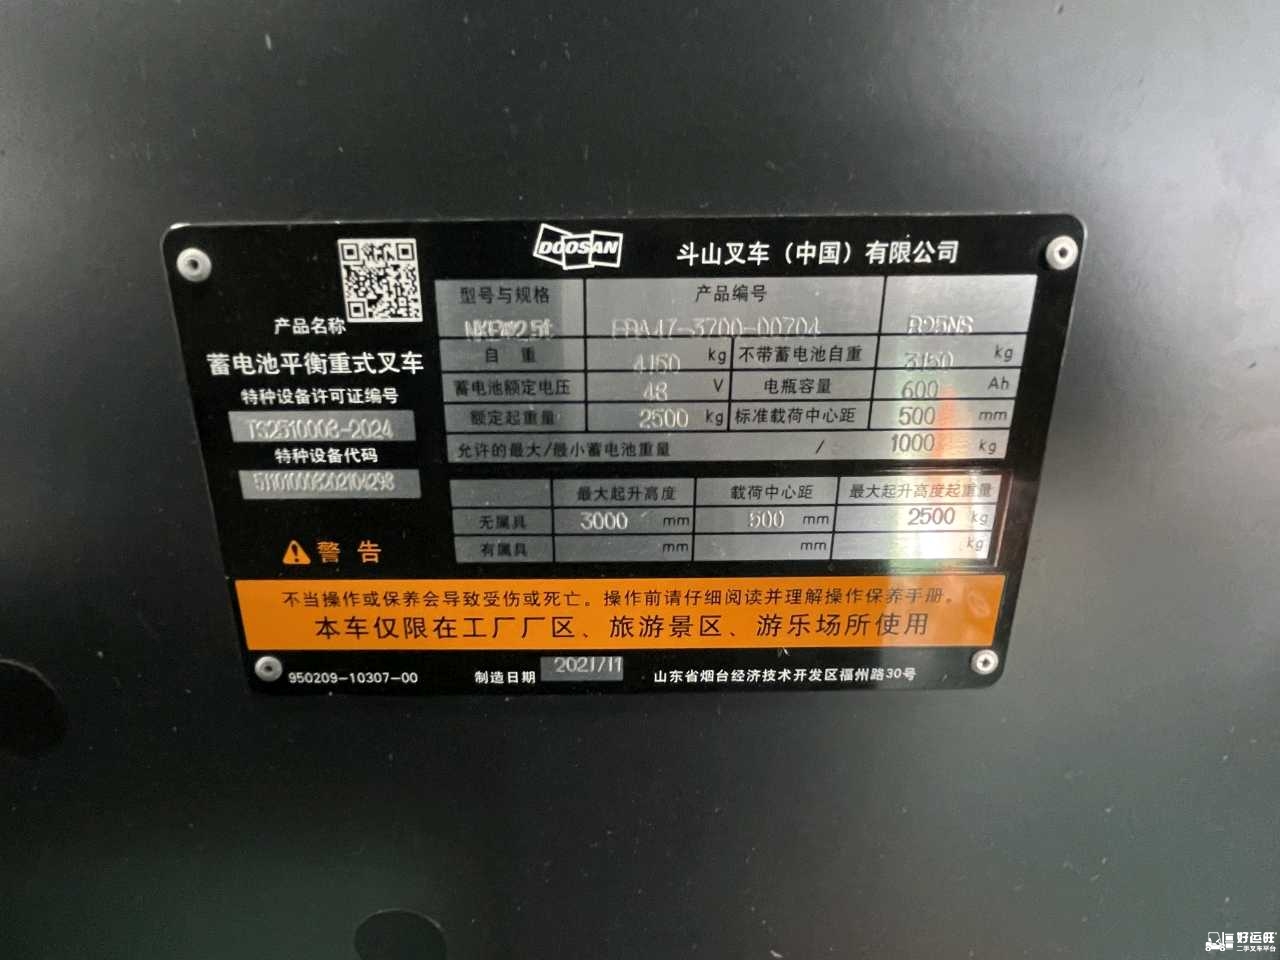 DOOSAN 斗山叉车（中国）有限公司
产品名称
蓄电池平衡重式叉车
特种设备许可证编号
TS2510008-2024
特种设备代码
511010008202104298
型号与规格 产品编号
FBA47-3700-00704 B25NS
自重 4150 kg 不带蓄电池自重 3150 kg
蓄电池额定电压 48 V 电瓶容量 600 Ah
额定起重量 2500 kg 标准载荷中心距 500 mm
允许的最大/最小蓄电池重量 / 1000 kg
最大起升高度 载荷中心距 最大起升高度起重量
无属具 3000 mm 500 mm 2500 kg
有属具 mm mm kg
警告
不当操作或保养会导致受伤或死亡。操作前请仔细阅读并理解操作保养手册。
本车仅限在工厂厂区、旅游景区、游乐场所使用
950209-10307-00 制造日期 2021/11 山东省烟台经济技术开发区福州路30号
好运旺
二手叉车平台